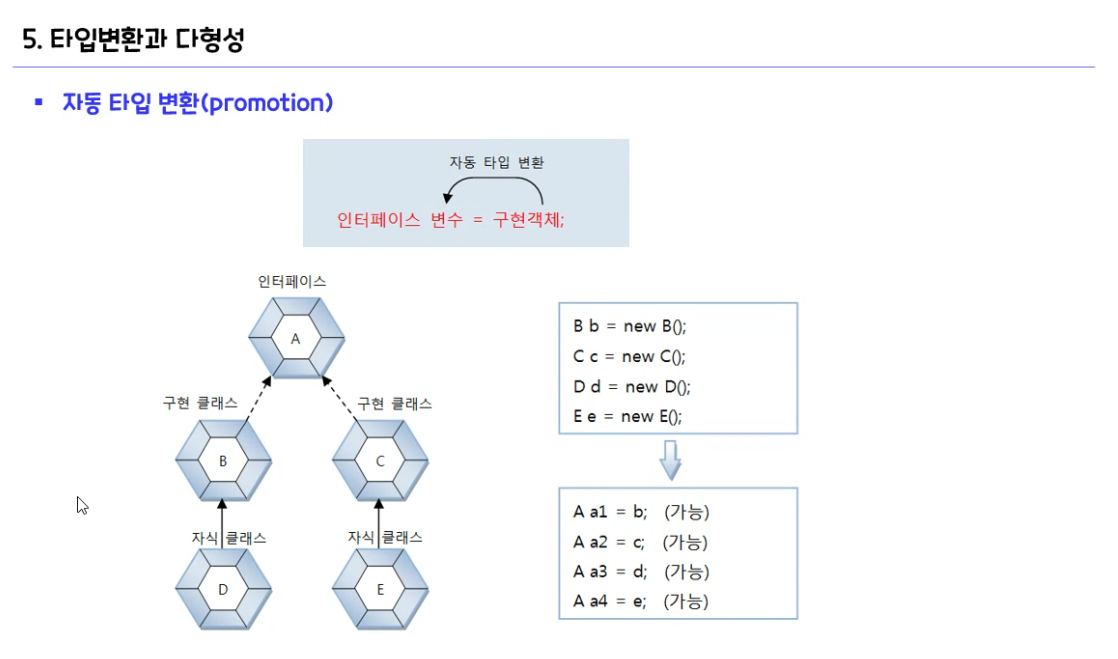 5. 타입변환과 다형성
▪ 자동 타입 변환(promotion)
자동 타입 변환
인터페이스 변수 = 구현객체;
인터페이스
A
구현 클래스
구현 클래스
B
C
자식 클래스
자식 클래스
D
E
B b = new B();
C c = new C();
D d = new D();
E e = new E();
A a1 = b; (가능)
A a2 = c; (가능)
A a3 = d; (가능)
A a4 = e; (가능)